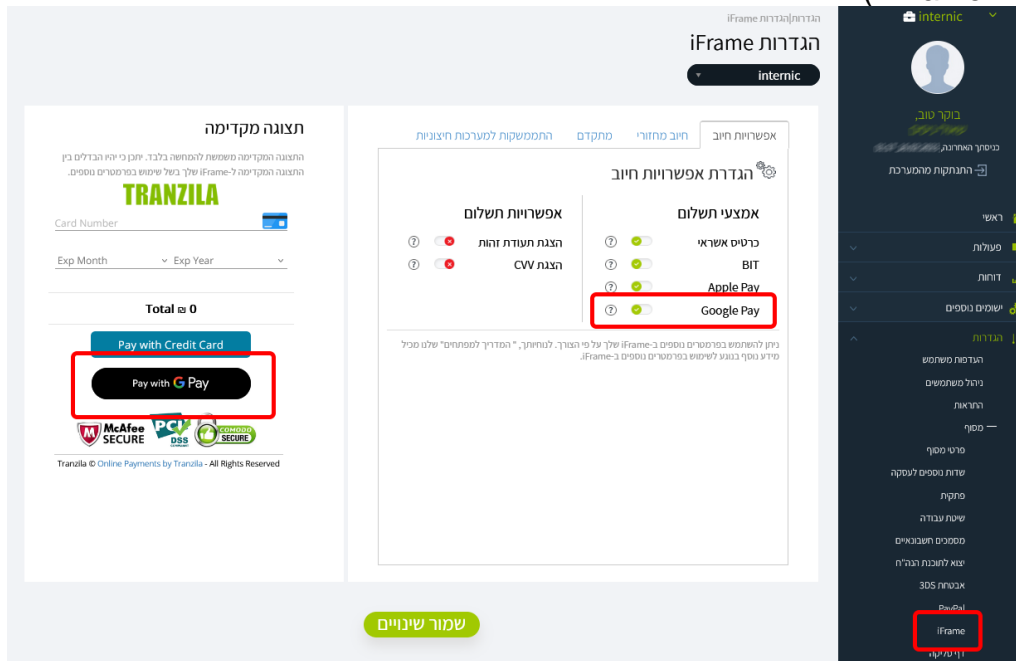 internic
בוקר טוב,
כניסתך האחרונה,
התנתקות מהמערכת
ראשי
פעולות
דוחות
ישומים נוספים
הגדרות
העדפות משתמש
ניהול משתמשים
התראות
מסוף
פרטי מסוף
שדות נוספים לעסקה
פתקית
שיטת עבודה
מסמכים חשבונאיים
יצוא לתוכנת הנה"ח
אבטחת 3DS
PayPal
iFrame
דף סליקה
הגדרות|הגדרות iFrame
הגדרות iFrame
internic
אפשרויות חיוב
חיוב מחזורי
מתקדם
התממשקות למערכות חיצוניות
הגדרת אפשרויות חיוב
אמצעי תשלום
כרטיס אשראי
BIT
Apple Pay
Google Pay
אפשרויות תשלום
הצגת תעודת זהות
הצגת CVV
ניתן להשתמש בפרמטרים נוספים ב-iFrame שלך על פי הצורך. לנוחיותך, " המדריך למפתחים" שלנו מכיל
מידע נוסף בנוגע לשימוש בפרמטרים נוספים ב-iFrame.
תצוגה מקדימה
התצוגה המקדימה משמשת להמחשה בלבד. יתכן כי יהיו הבדלים בין
התצוגה המקדימה ל-iFrame שלך בשל שימוש בפרמטרים נוספים.
TRANZILA
Card Number
Exp Month
Exp Year
Total ₪ 0
Pay with Credit Card
Pay with G Pay
McAfee
SECURE
PCI
DSS
COMODO
SECURE
Tranzila © Online Payments by Tranzila - All Rights Reserved
שמור שינויים